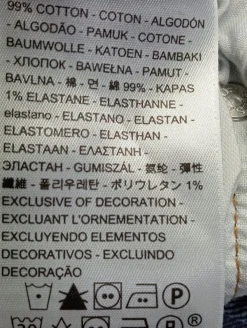 99% COTTON - COTON - ALGODÓN
- ALGODÃO - PAMUK - COTONE -
BAUMWOLLE - KATOEN - BAMBAKI
- ХЛОПОК - BAWEŁNA - PAMUT -
BAVLNA - 棉 - 면 - 綿 99% - KAPAS
1% ELASTANE - ELASTHANNE -
elastano - ELASTANO - ELASTAN -
ELASTOMERO - ELASTHAN -
ELASTAAN - ΕΛΑΣΤΑΝΗ -
ЭЛАСТАН - GUMISZÁL - 氨纶 - 彈性
纖維 - 폴리우레탄 - ポリウレタン 1%
EXCLUSIVE OF DECORATION -
EXCLUANT L'ORNEMENTATION -
EXCLUYENDO ELEMENTOS
DECORATIVOS - EXCLUINDO
DECORAÇÃO
P